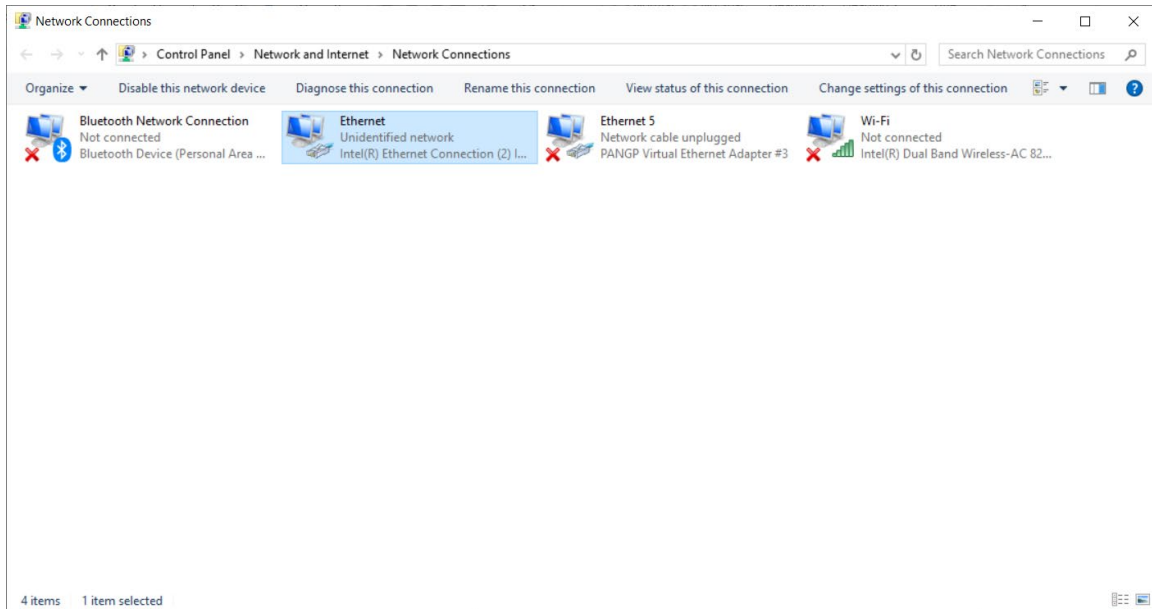 Network Connections
Control Panel > Network and Internet > Network Connections
Search Network Connections
Organize Disable this network device Diagnose this connection Rename this connection View status of this connection Change settings of this connection
Bluetooth Network Connection
Not connected
Bluetooth Device (Personal Area ...
Ethernet
Unidentified network
Intel(R) Ethernet Connection (2) I...
Ethernet 5
Network cable unplugged
PANGP Virtual Ethernet Adapter #3
Wi-Fi
Not connected
Intel(R) Dual Band Wireless-AC 82...
4 items 1 item selected